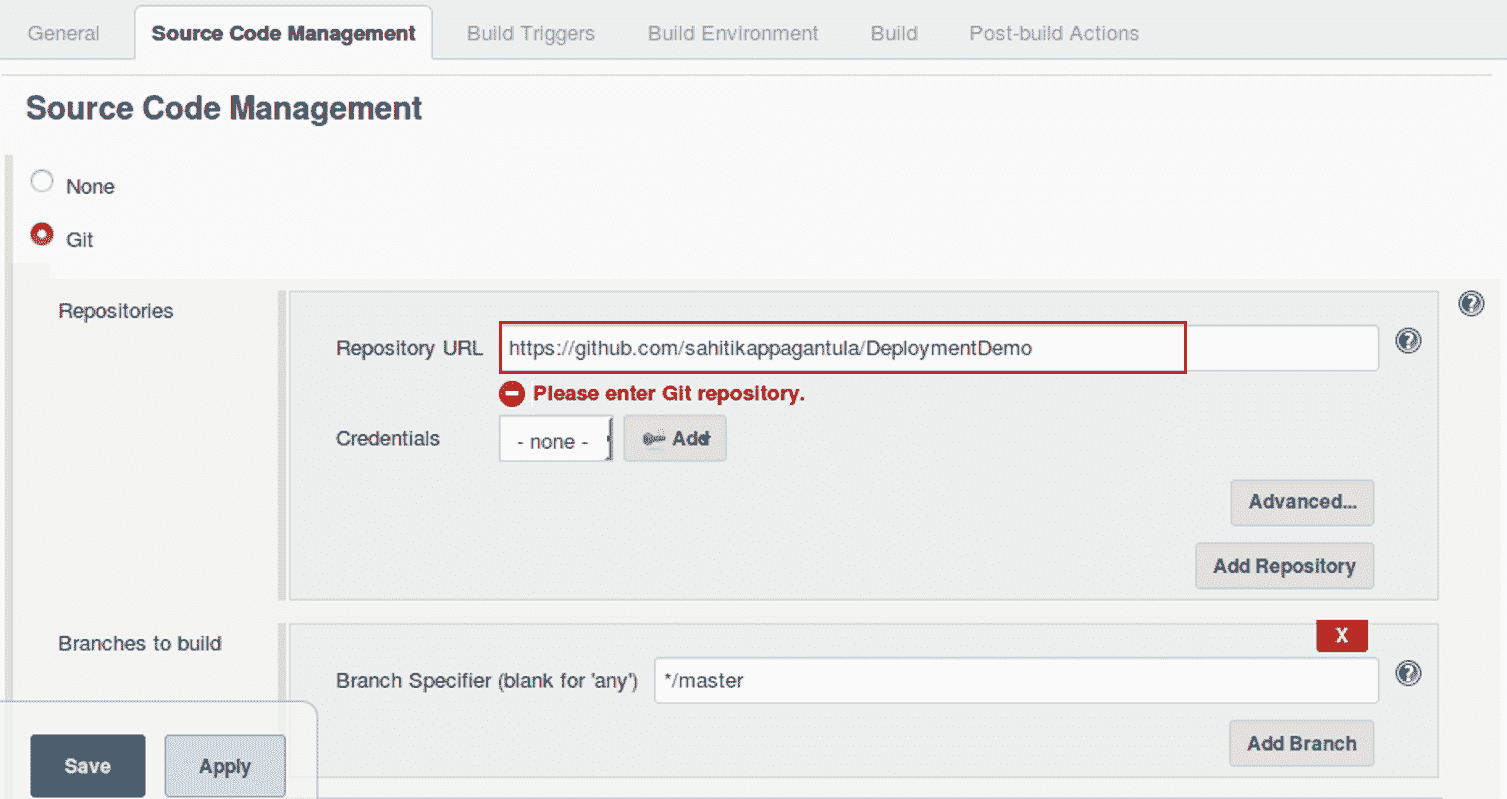 General Source Code Management Build Triggers Build Environment Build Post-build Actions
Source Code Management
None
Git
Repositories
Repository URL https://github.com/sahitikappagantula/DeploymentDemo
Please enter Git repository.
Credentials - none - Add
Advanced...
Add Repository
Branches to build
X
Branch Specifier (blank for 'any') */master
Add Branch
Save Apply